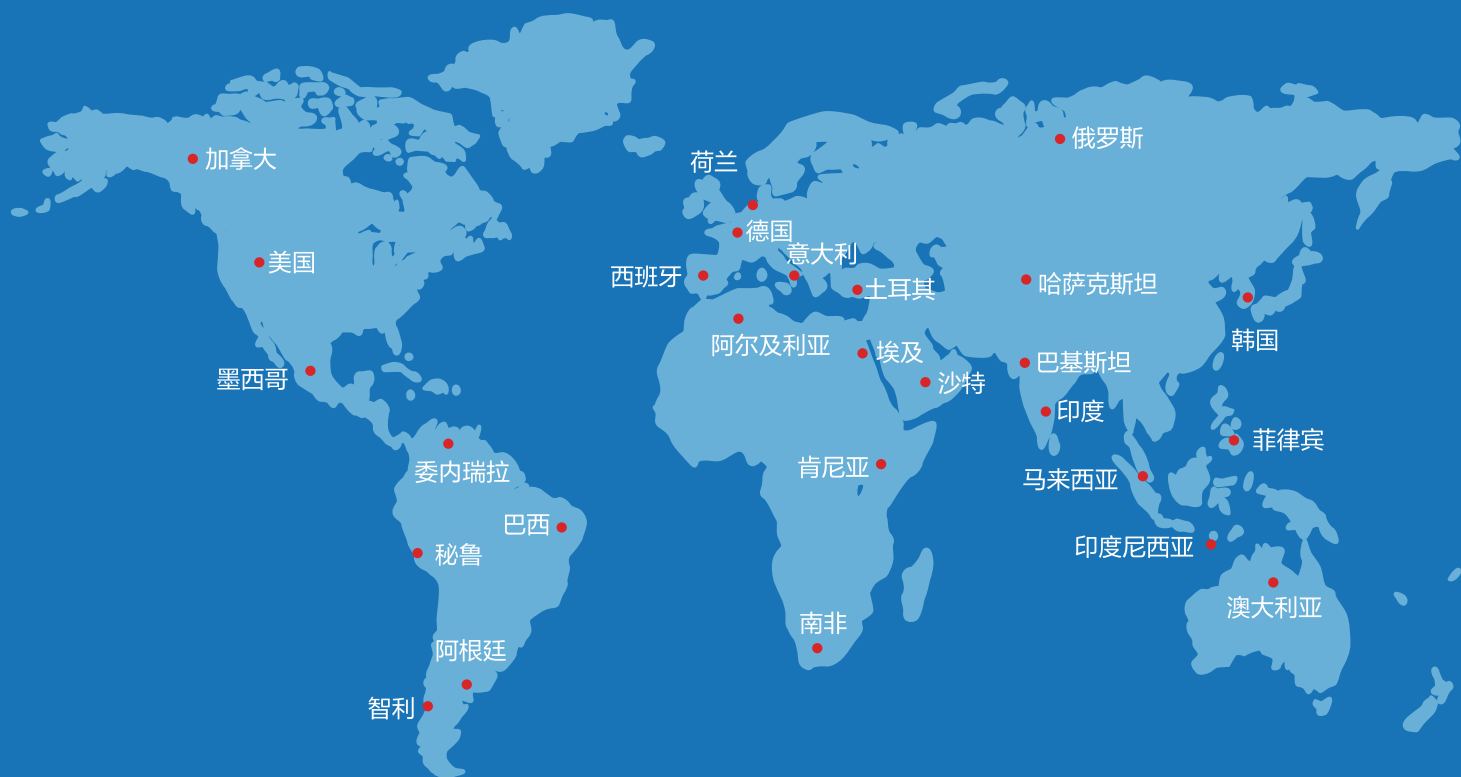 俄罗斯
加拿大
荷兰
德国
意大利
美国
西班牙
土耳其
哈萨克斯坦
韩国
阿尔及利亚
埃及
巴基斯坦
墨西哥
沙特
印度
菲律宾
委内瑞拉
肯尼亚
马来西亚
巴西
秘鲁
印度尼西亚
澳大利亚
南非
阿根廷
智利